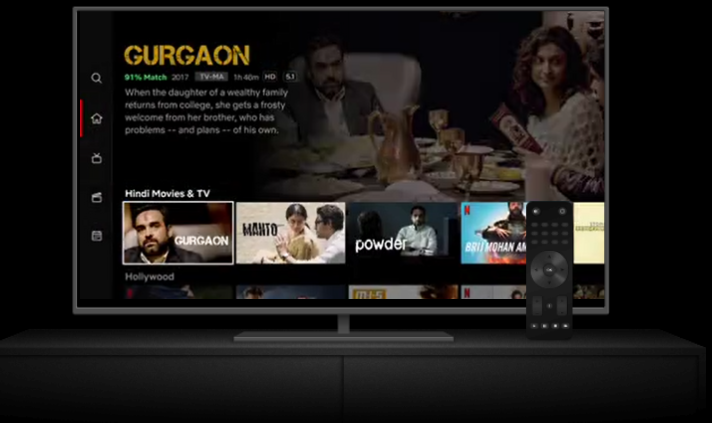 GURGAON
91% Match 2017 TV-MA 1h 40m HD 5.1
When the daughter of a wealthy family
returns from college, she gets a frosty
welcome from her brother, who has
problems -- and plans -- of his own.
Hindi Movies & TV
GURGAON
MANTO
powder
N
BRIJ MOHAN AM
Hollywood
N
N